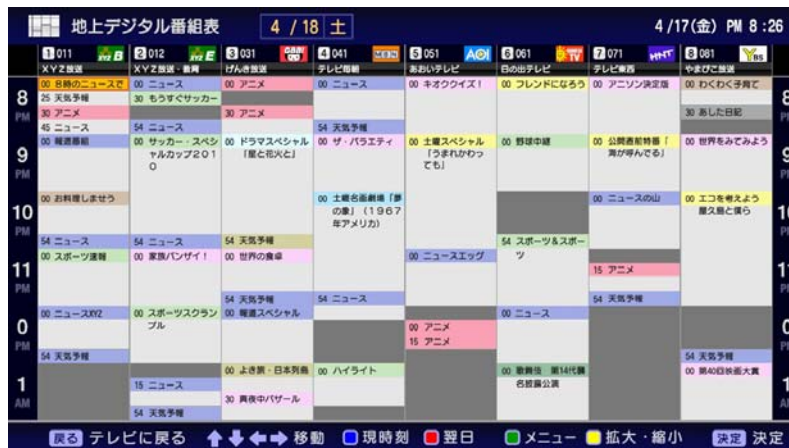 地上デジタル番組表 4 / 18 土 4 /17(金) PM 8:26
1 011 XYZ B
XYZ放送
2 012 XYZ E
XYZ放送・教育
3 031
げんき放送
4 041
テレビ毎朝
5 051 AOI
あおいテレビ
6 061 TV
日の出テレビ
7 071
テレビ東西
8 081 YBS
やまびこ放送
8 PM
9 PM
10 PM
11 PM
0 PM
1 AM
00 8時のニュースで
25 天気予報
30 アニメ
45 ニュース
00 報道番組
00 お料理しませう
54 ニュース
00 スポーツ速報
00 ニュースXYZ
54 天気予報
00 ニュース
30 もうすぐサッカー
54 ニュース
00 サッカー・スペシ
ャルカップ201
0
54 ニュース
00 家族バンザイ!
00 スポーツスクラン
ブル
15 ニュース
54 天気予報
00 アニメ
30 アニメ
00 ドラマスペシャル
「星と花火と」
54 天気予報
00 世界の食卓
54 天気予報
00 報道スペシャル
00 よき旅・日本列島
30 真夜中バザール
00 ニュース
54 天気予報
00 ザ・バラエティ
00 土曜名画劇場「夢
の象」(1967
年アメリカ)
54 ニュース
00 ハイライト
00 キオククイズ!
00 土曜スペシャル
「うまれかわっ
ても」
00 ニュースエッグ
00 アニメ
15 アニメ
00 フレンドになろう
00 野球中継
54 スポーツ&スポー
ツ
00 ニュース
00 歌舞伎 第14代襲
名披露公演
00 アニソン決定版
00 公開直前特番「
海が呼んでる」
00 ニュースの山
15 アニメ
54 天気予報
00 わくわく子育て
30 あした日記
00 世界をみてみよう
00 エコを考えよう
屋久島と僕ら
54 天気予報
00 第40回映画大賞
戻る テレビに戻る 移動 現時刻 翌日 メニュー 拡大・縮小 決定 決定